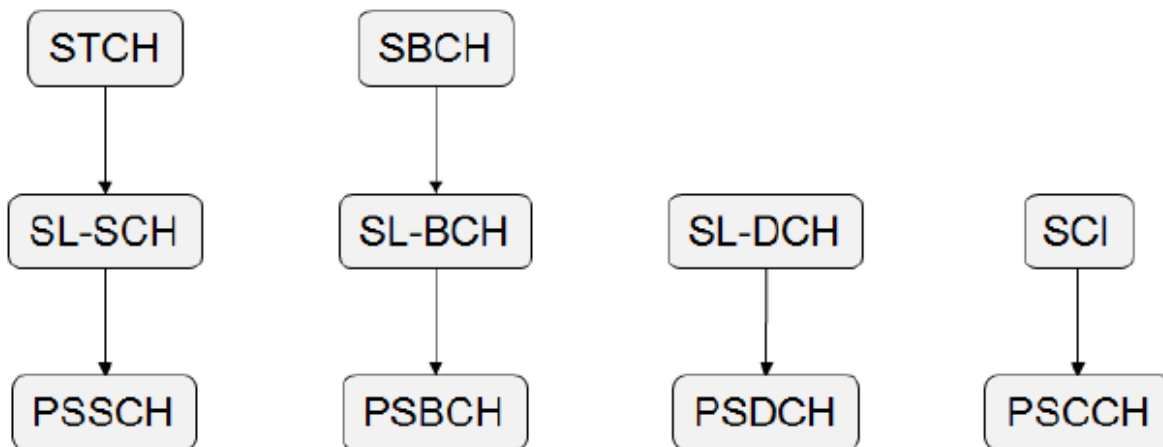 STCH
SBCH
SL-SCH
SL-BCH
SL-DCH
SCI
PSSCH
PSBCH
PSDCH
PSCCH